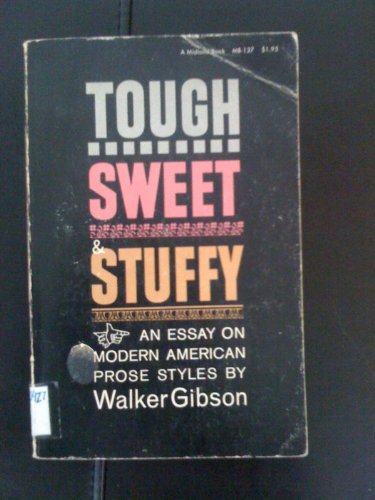 A Midland Book MB-137 $1.95
TOUGH
SWEET
&
STUFFY
AN ESSAY ON
MODERN AMERICAN
PROSE STYLES BY
Walker Gibson